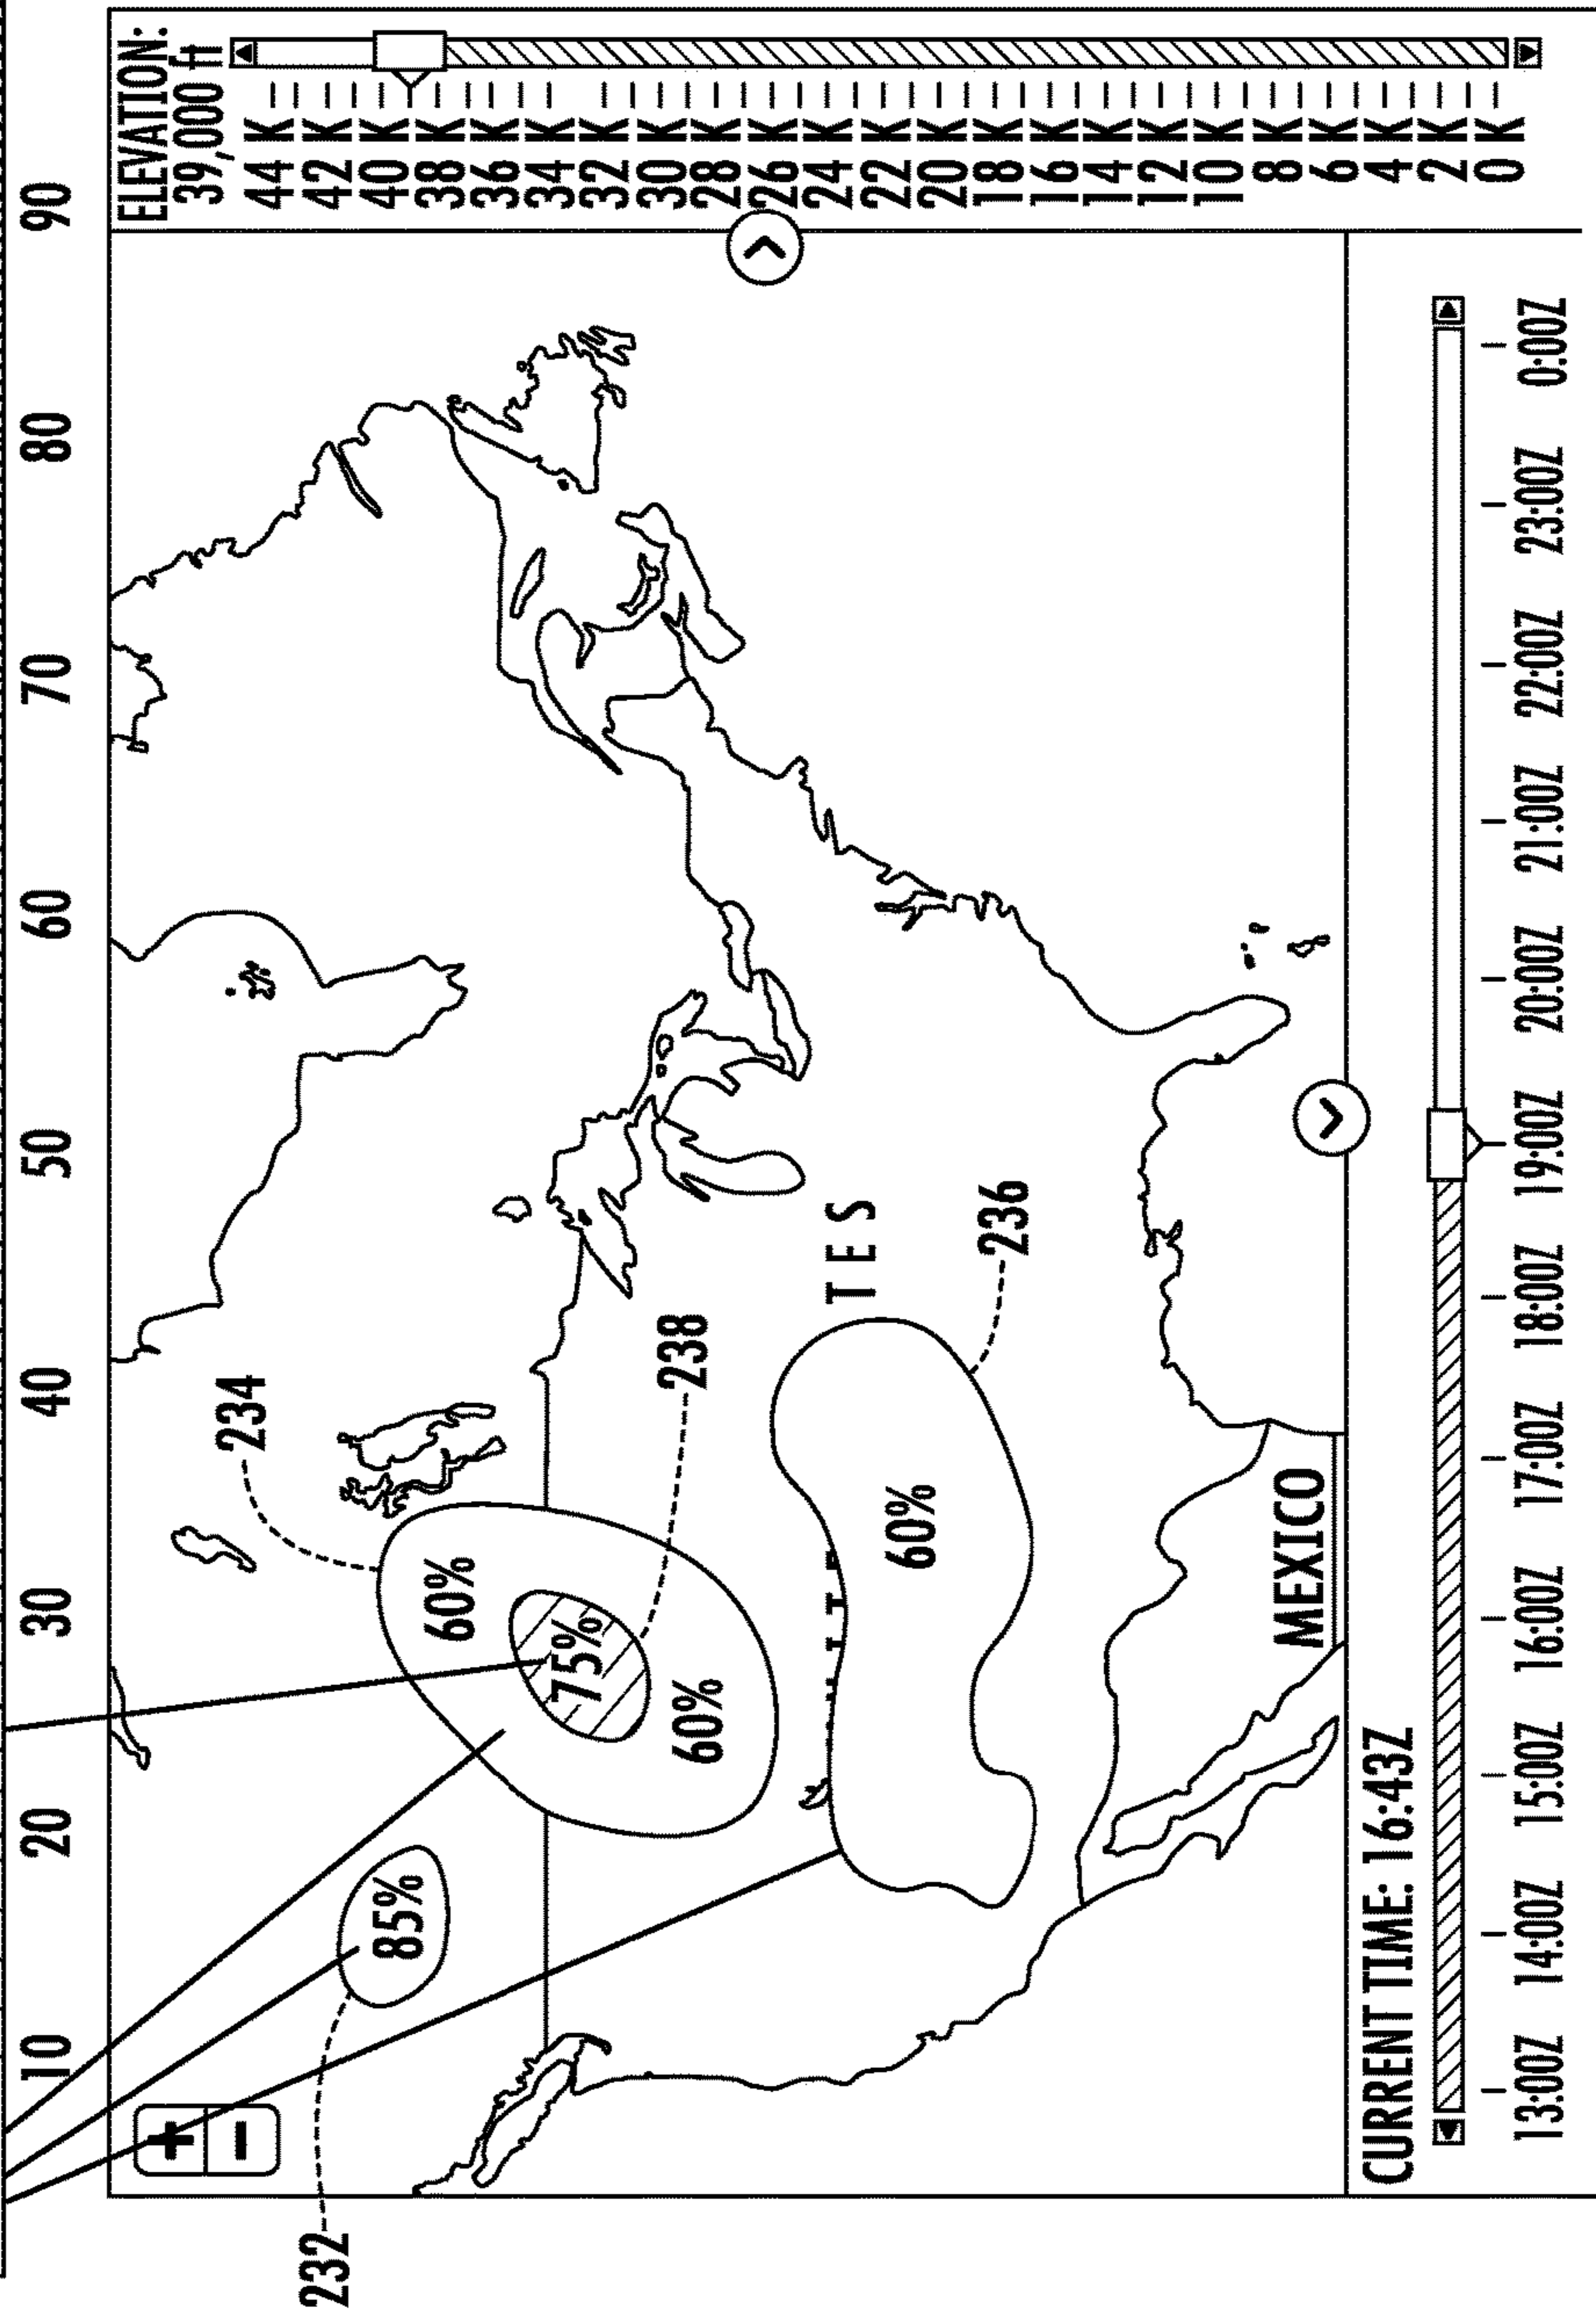 10 20 30 40 50 60 70 80 90
+
−
ELEVATION:
39,000 ft
44 K
42 K
40 K
38 K
36 K
34 K
32 K
30 K
28 K
26 K
24 K
22 K
20 K
18 K
16 K
14 K
12 K
10 K
8 K
6 K
4 K
2 K
0 K
232
234
85%
60%
75%
60%
238
TES
60%
236
MEXICO
CURRENT TIME: 16:43Z
13:00Z 14:00Z 15:00Z 16:00Z 17:00Z 18:00Z 19:00Z 20:00Z 21:00Z 22:00Z 23:00Z 0:00Z